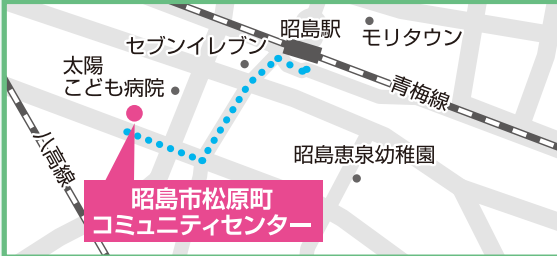 昭島駅
モリタウン
セブンイレブン
太陽
こども病院
青梅線
八高線
昭島恵泉幼稚園
昭島市松原町
コミュニティセンター